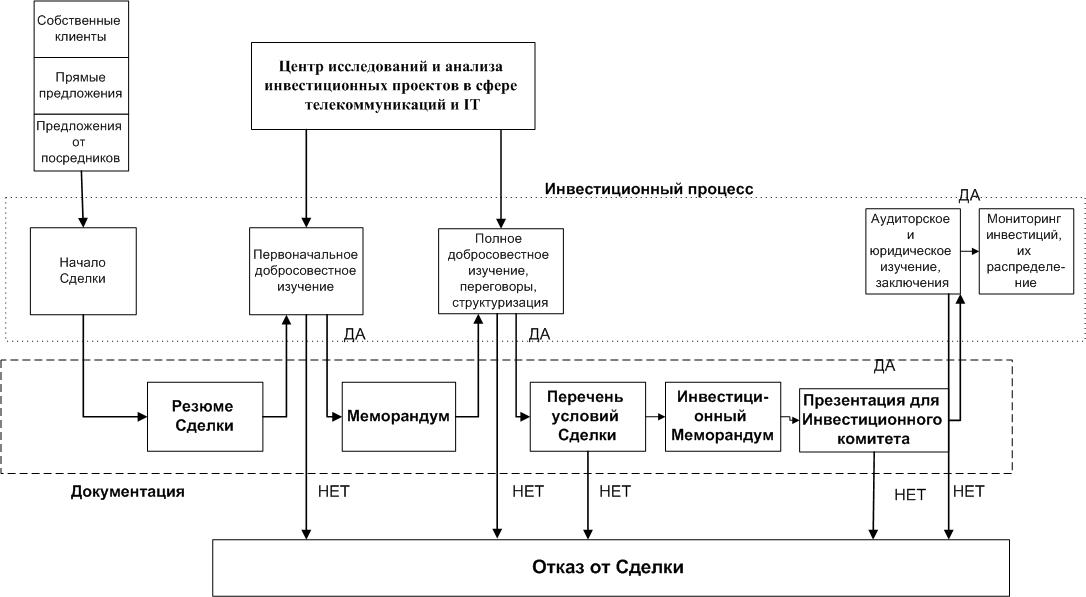 Собственные
клиенты
Прямые
предложения
Предложения
от
посредников
Центр исследований и анализа
инвестиционных проектов в сфере
телекоммуникаций и IT
Инвестиционный процесс
Начало
Сделки
Первоначальное
добросовестное
изучение
Полное
добросовестное
изучение,
переговоры,
структуризация
Аудиторское
и
юридическое
изучение,
заключения
ДА
Мониторинг
инвестиций,
их
распределе-
ние
ДА
ДА
ДА
Резюме
Сделки
Меморандум
Перечень
условий
Сделки
Инвестици-
онный
Меморандум
Презентация для
Инвестиционного
комитета
Документация
НЕТ
НЕТ
НЕТ
НЕТ
НЕТ
Отказ от Сделки